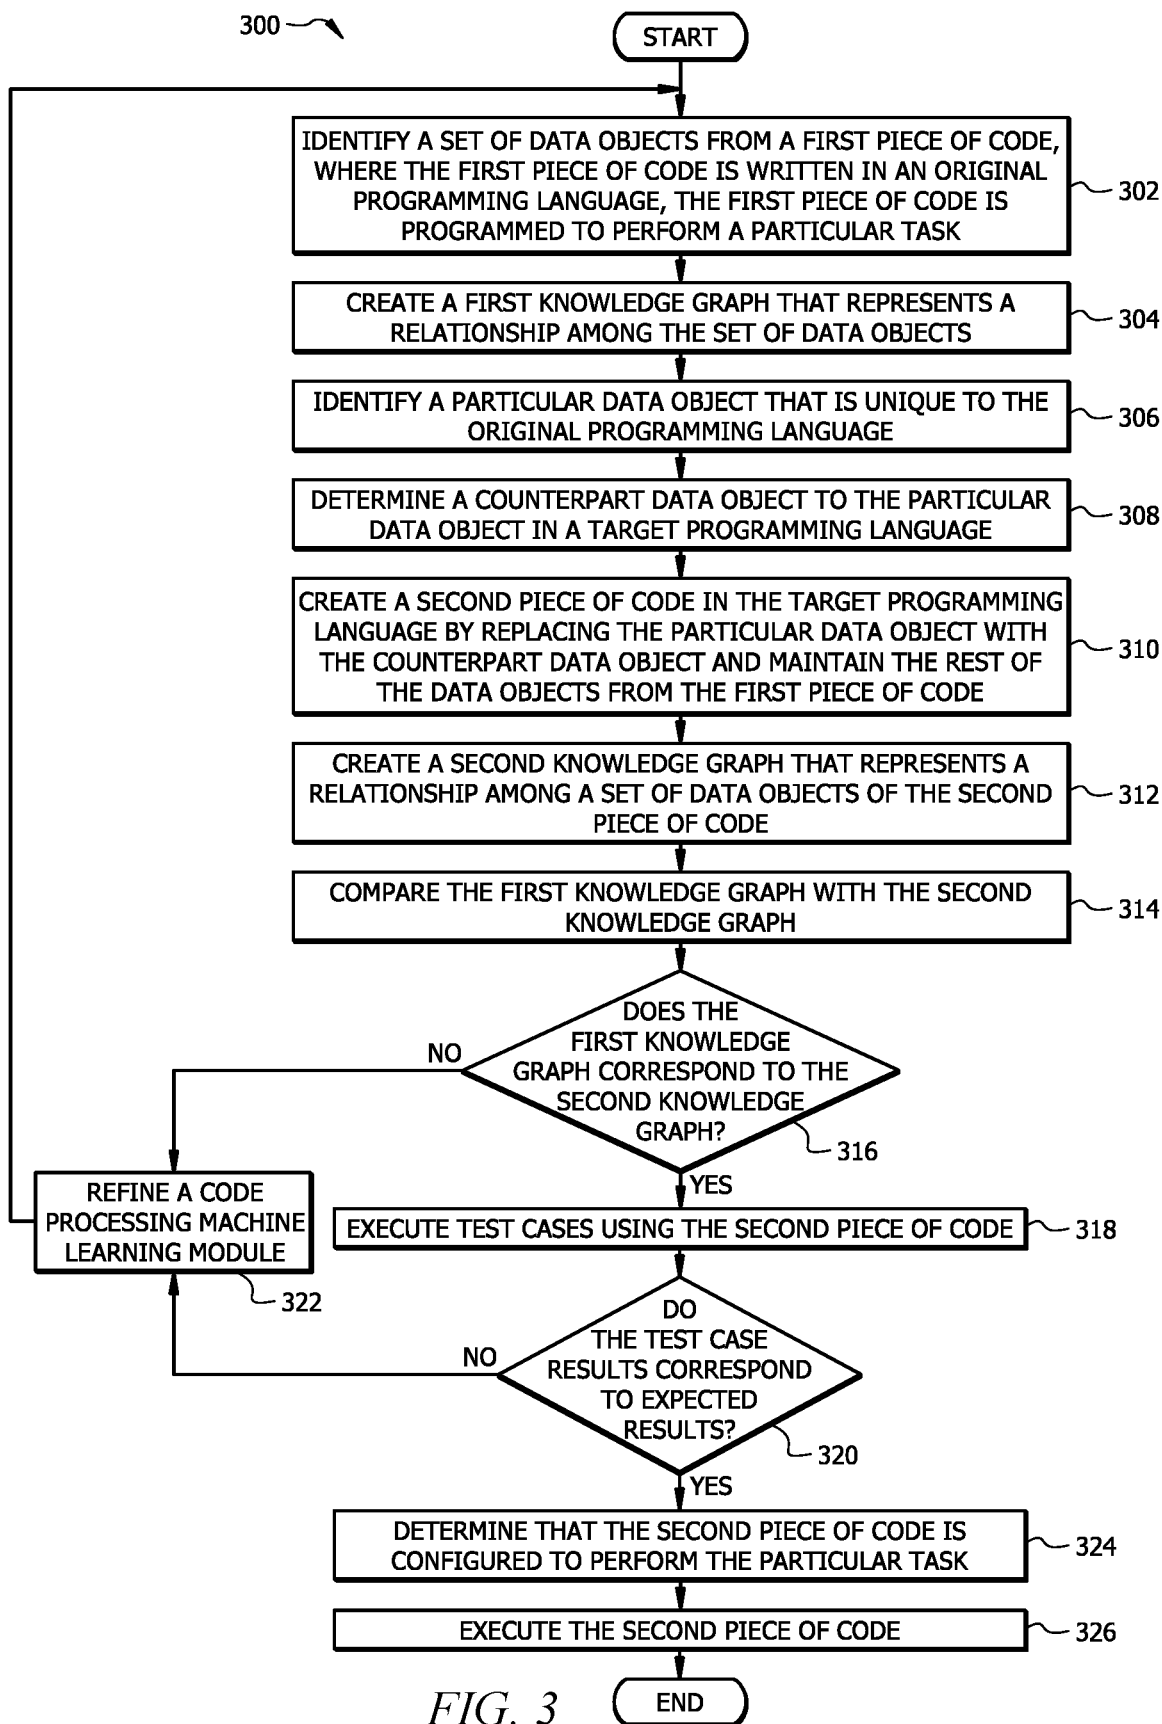 300
START
IDENTIFY A SET OF DATA OBJECTS FROM A FIRST PIECE OF CODE,
WHERE THE FIRST PIECE OF CODE IS WRITTEN IN AN ORIGINAL
PROGRAMMING LANGUAGE, THE FIRST PIECE OF CODE IS
PROGRAMMED TO PERFORM A PARTICULAR TASK
302
CREATE A FIRST KNOWLEDGE GRAPH THAT REPRESENTS A
RELATIONSHIP AMONG THE SET OF DATA OBJECTS
304
IDENTIFY A PARTICULAR DATA OBJECT THAT IS UNIQUE TO THE
ORIGINAL PROGRAMMING LANGUAGE
306
DETERMINE A COUNTERPART DATA OBJECT TO THE PARTICULAR
DATA OBJECT IN A TARGET PROGRAMMING LANGUAGE
308
CREATE A SECOND PIECE OF CODE IN THE TARGET PROGRAMMING
LANGUAGE BY REPLACING THE PARTICULAR DATA OBJECT WITH
THE COUNTERPART DATA OBJECT AND MAINTAIN THE REST OF
THE DATA OBJECTS FROM THE FIRST PIECE OF CODE
310
CREATE A SECOND KNOWLEDGE GRAPH THAT REPRESENTS A
RELATIONSHIP AMONG A SET OF DATA OBJECTS OF THE SECOND
PIECE OF CODE
312
COMPARE THE FIRST KNOWLEDGE GRAPH WITH THE SECOND
KNOWLEDGE GRAPH
314
DOES THE
FIRST KNOWLEDGE
GRAPH CORRESPOND TO THE
SECOND KNOWLEDGE
GRAPH?
316
NO
YES
REFINE A CODE
PROCESSING MACHINE
LEARNING MODULE
322
EXECUTE TEST CASES USING THE SECOND PIECE OF CODE
318
DO
THE TEST CASE
RESULTS CORRESPOND
TO EXPECTED
RESULTS?
320
NO
YES
DETERMINE THAT THE SECOND PIECE OF CODE IS
CONFIGURED TO PERFORM THE PARTICULAR TASK
324
EXECUTE THE SECOND PIECE OF CODE
326
END
FIG. 3